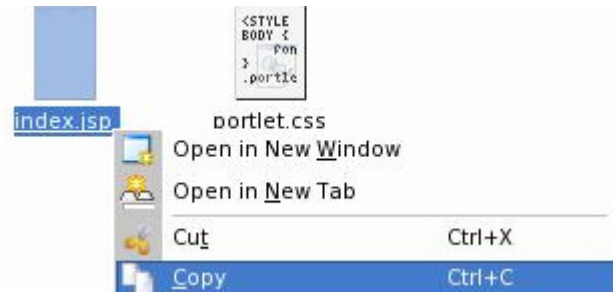 <STYLE
BODY {
fon
}
.portle
index.jsp
portlet.css
Open in New Window
Open in New Tab
Cut Ctrl+X
Copy Ctrl+C